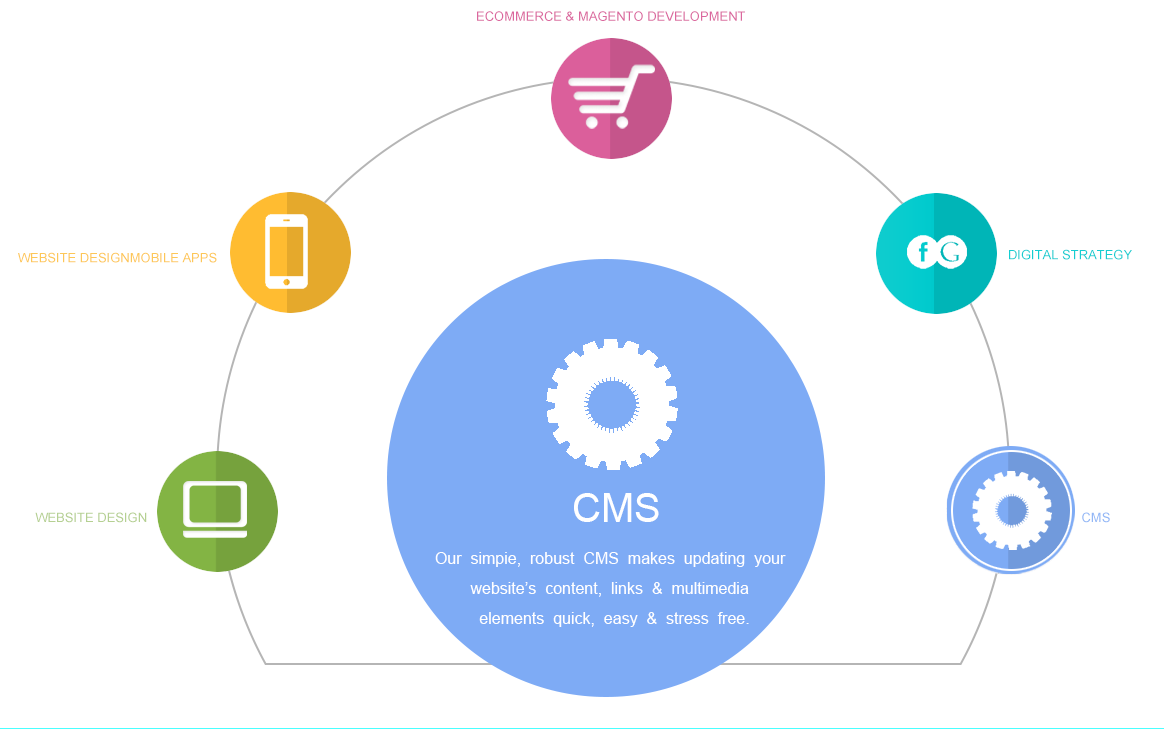 ECOMMERCE & MAGENTO DEVELOPMENT
WEBSITE DESIGNMOBILE APPS
f G
DIGITAL STRATEGY
WEBSITE DESIGN
CMS
CMS
Our simpie, robust CMS makes updating your
website's content, links & multimedia
elements quick, easy & stress free.